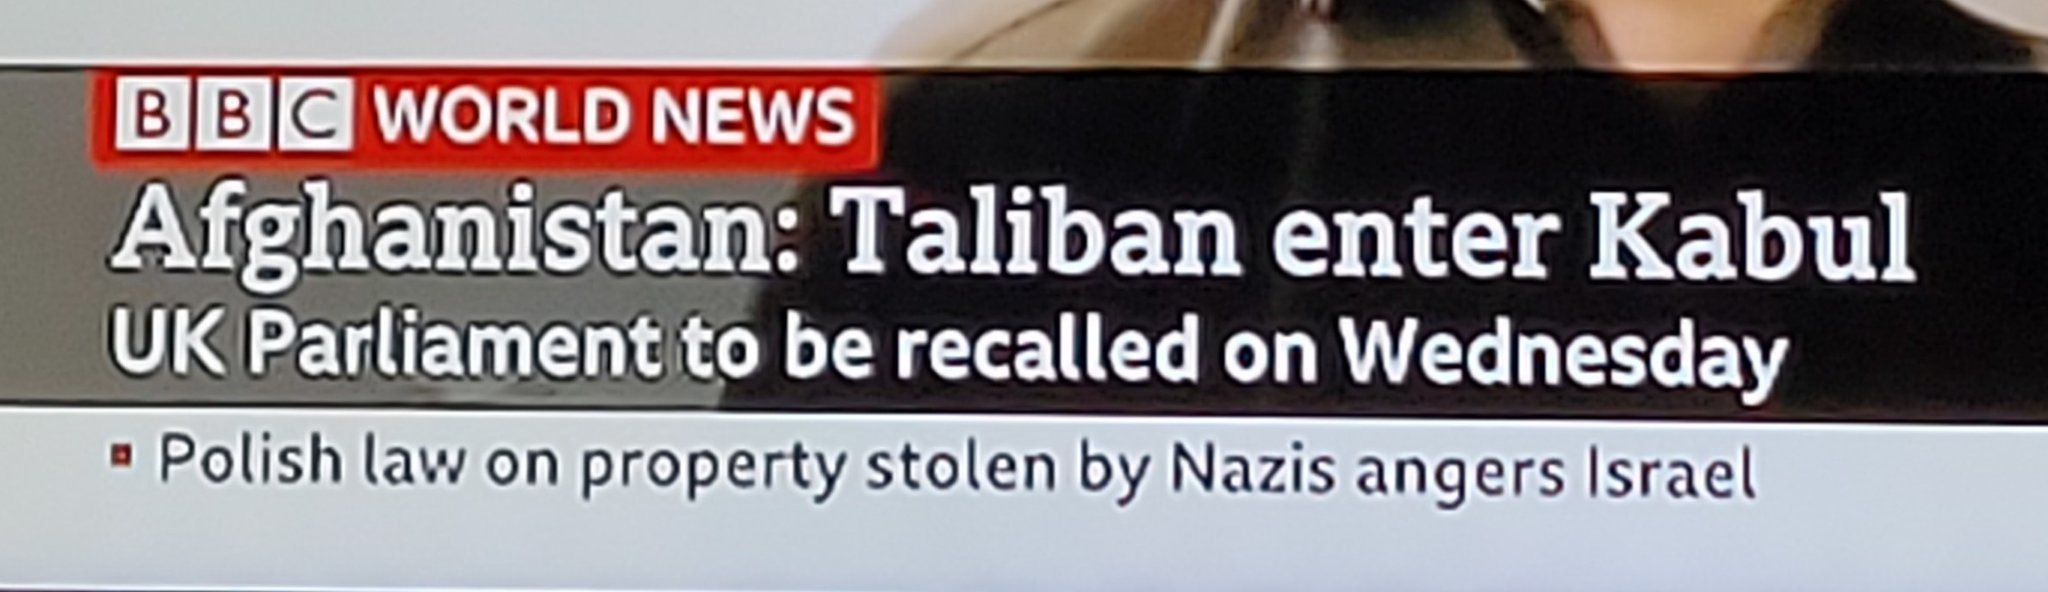 BBC WORLD NEWS
Afghanistan: Taliban enter Kabul
UK Parliament to be recalled on Wednesday
Polish law on property stolen by Nazis angers Israel